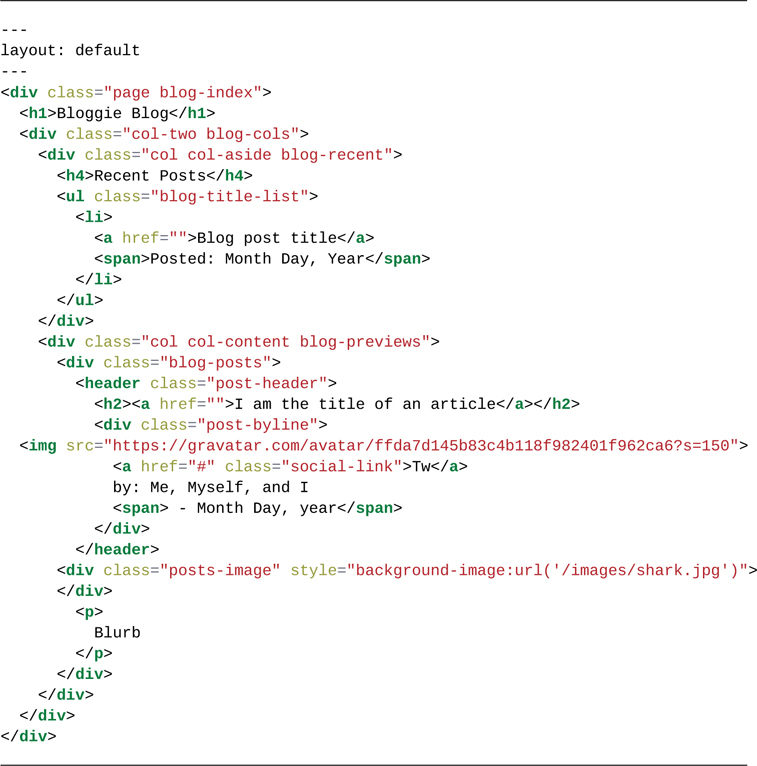 ---
layout: default
---
<div class="page blog-index">
  <h1>Bloggie Blog</h1>
  <div class="col-two blog-cols">
    <div class="col col-aside blog-recent">
      <h4>Recent Posts</h4>
      <ul class="blog-title-list">
        <li>
          <a href="">Blog post title</a>
          <span>Posted: Month Day, Year</span>
        </li>
      </ul>
    </div>
    <div class="col col-content blog-previews">
      <div class="blog-posts">
        <header class="post-header">
          <h2><a href="">I am the title of an article</a></h2>
          <div class="post-byline">
  <img src="https://gravatar.com/avatar/ffda7d145b83c4b118f982401f962ca6?s=150">
            <a href="#" class="social-link">Tw</a>
            by: Me, Myself, and I
            <span> - Month Day, year</span>
          </div>
        </header>
      <div class="posts-image" style="background-image:url('/images/shark.jpg')">
      </div>
        <p>
          Blurb
        </p>
      </div>
    </div>
  </div>
</div>